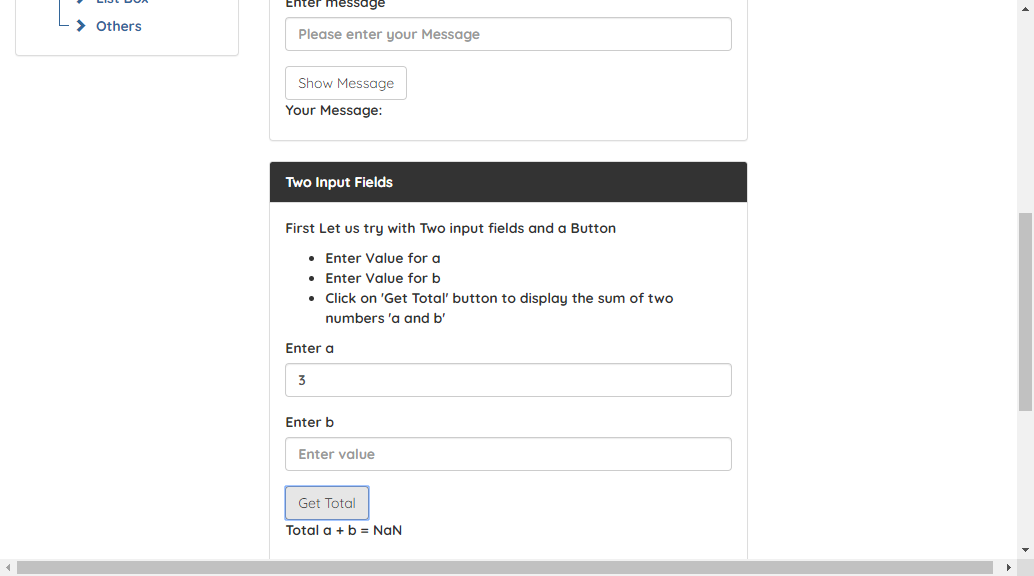 List Box
Others
Enter message
Please enter your Message
Show Message
Your Message:
Two Input Fields
First Let us try with Two input fields and a Button
Enter Value for a
Enter Value for b
Click on 'Get Total' button to display the sum of two
numbers 'a and b'
Enter a
3
Enter b
Enter value
Get Total
Total a + b = NaN